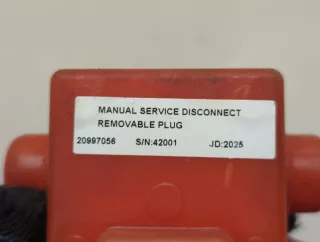 MANUAL SERVICE DISCONNECT
REMOVABLE PLUG
20997056 S/N:42001 JD:2025